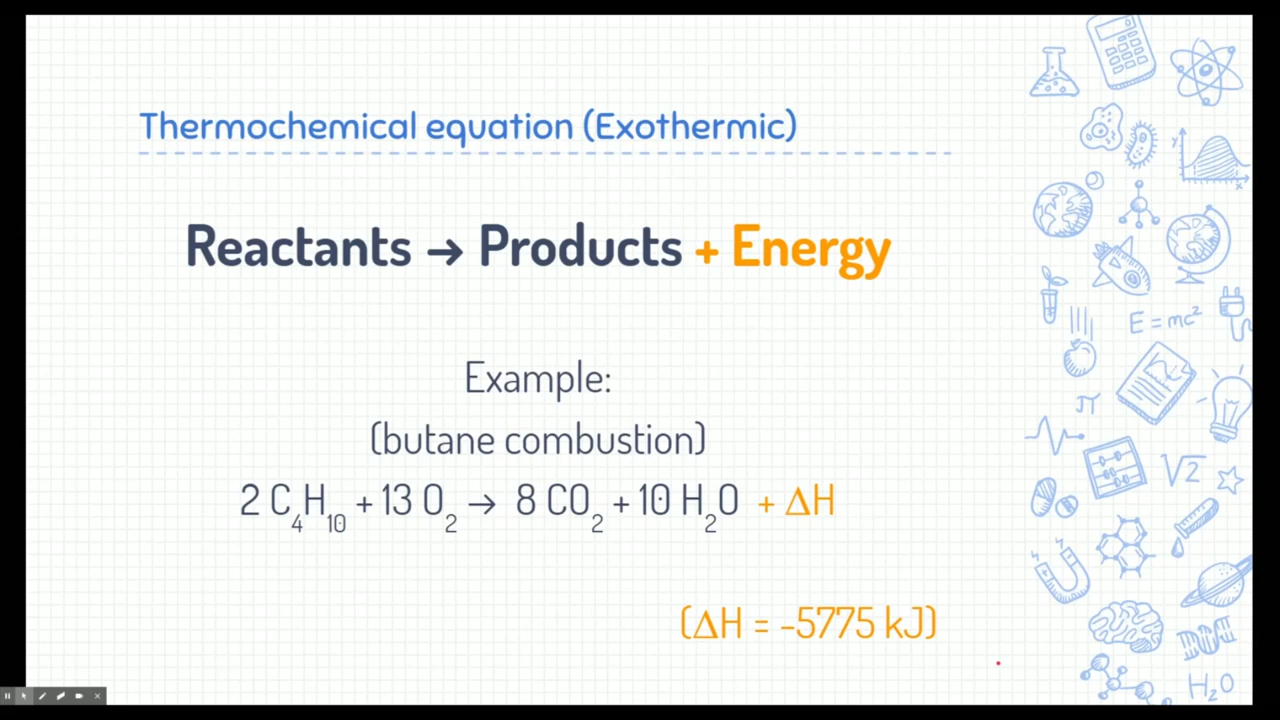 Thermochemical equation (Exothermic)
Reactants → Products + Energy
Example:
(butane combustion)
2 C₄H₁₀ + 13 O₂ → 8 CO₂ + 10 H₂O + ΔH
(ΔH = -5775 kJ)
y
x
E=mc²
π
√2
H₂O